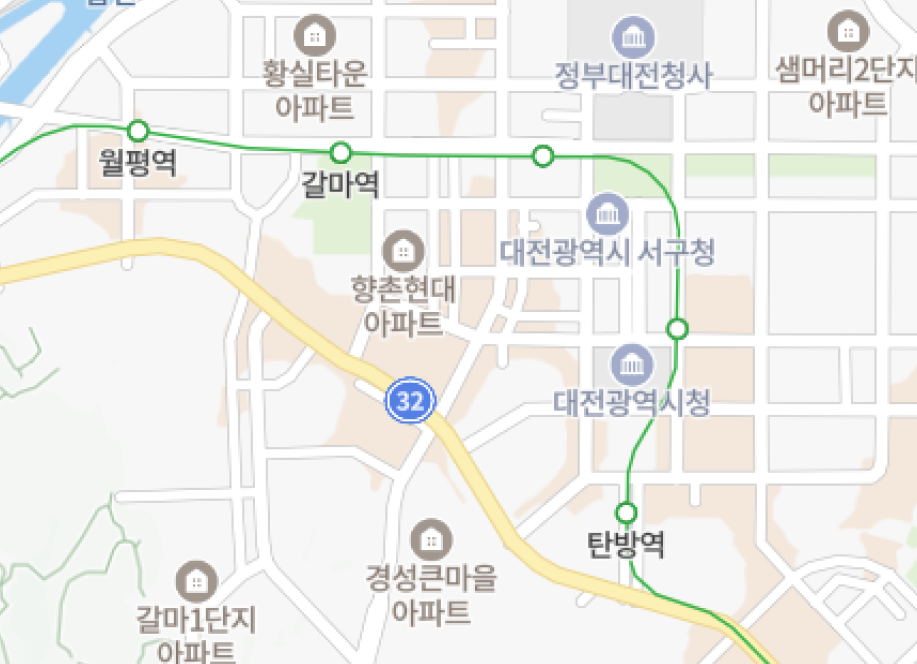 황실타운
아파트
정부대전청사
샘머리2단지
아파트
월평역
갈마역
대전광역시 서구청
향촌현대
아파트
32
대전광역시청
탄방역
경성큰마을
아파트
갈마1단지
아파트